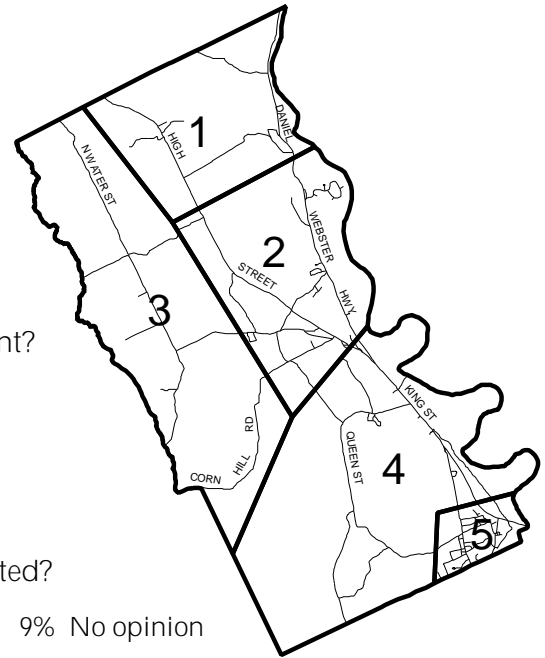 1
HIGH
DANIEL
N WATER ST
2
WEBSTER
HWY
STREET
3
nt?
KING ST
CORN
HILL
RD
QUEEN ST
4
5
ted?
9% No opinion